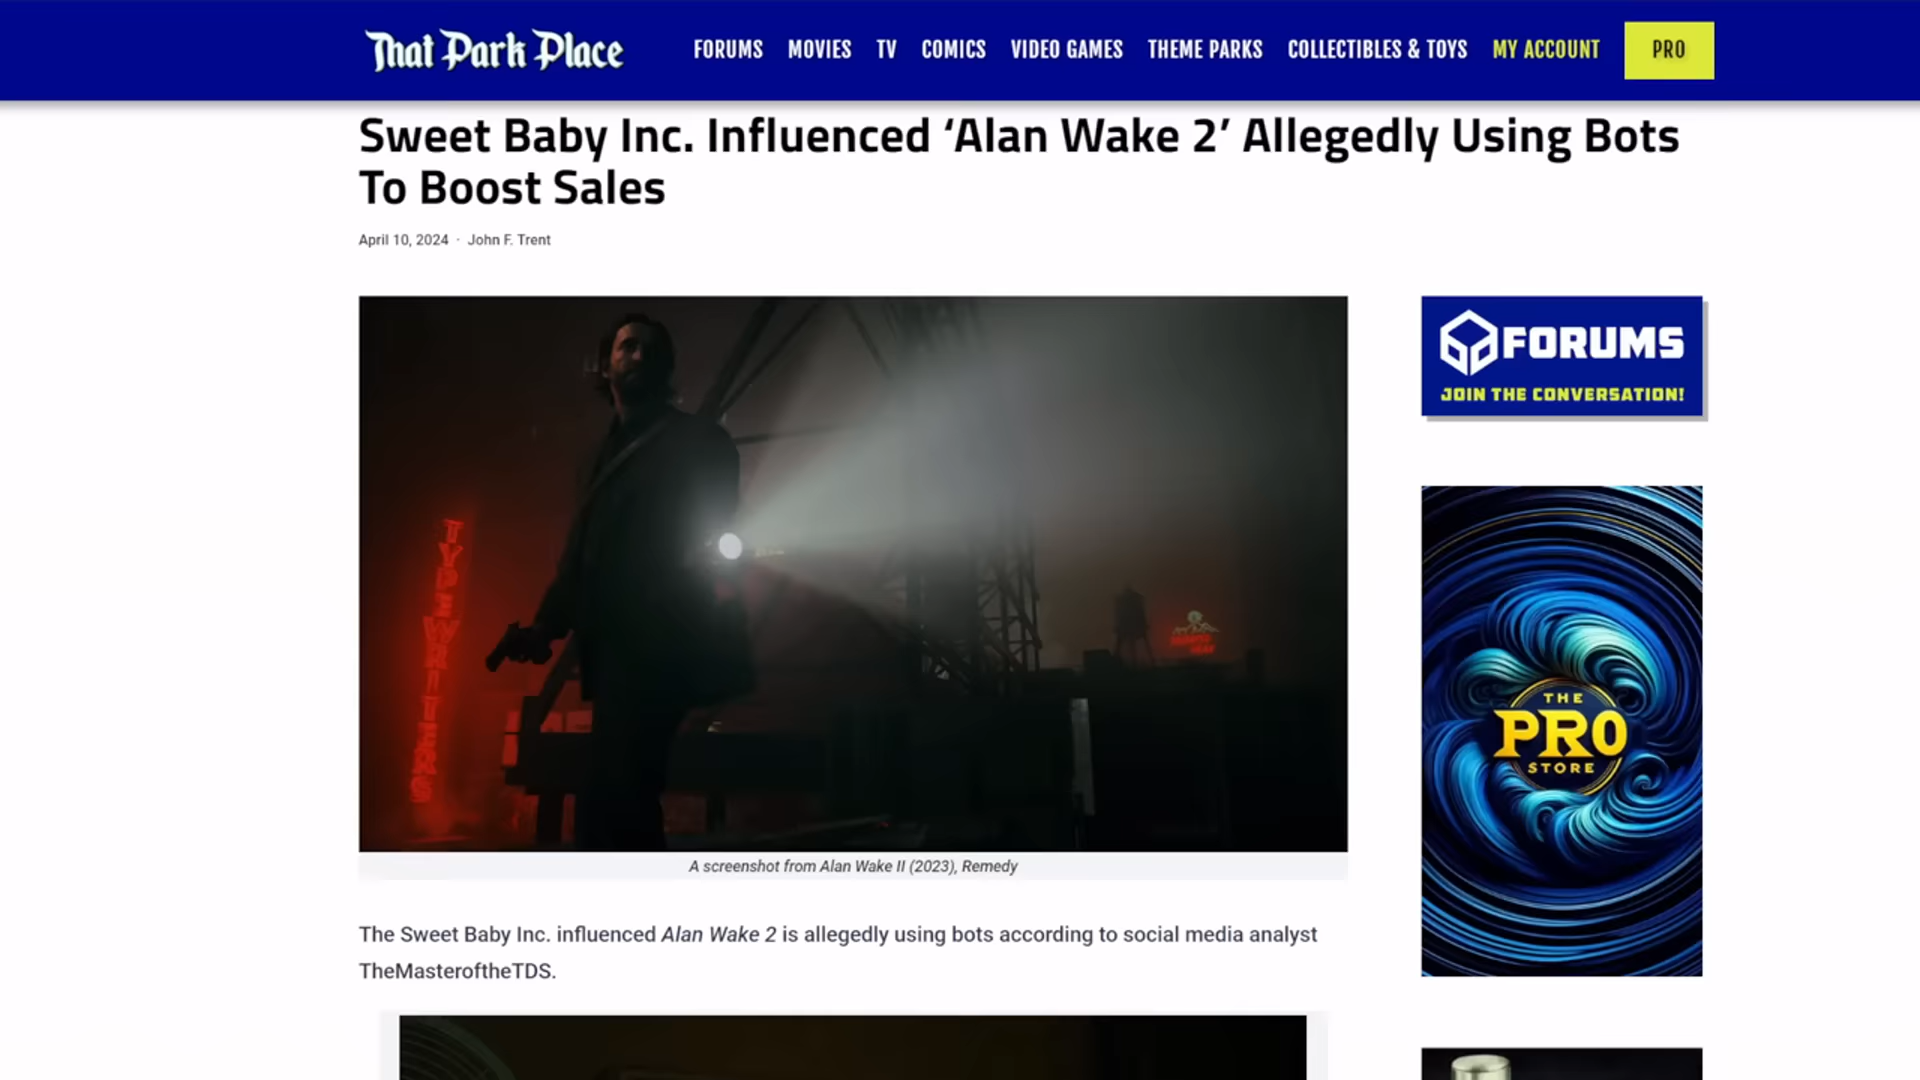 That Park Place
FORUMS MOVIES TV COMICS VIDEO GAMES THEME PARKS COLLECTIBLES & TOYS MY ACCOUNT PRO
Sweet Baby Inc. Influenced ‘Alan Wake 2’ Allegedly Using Bots
To Boost Sales
April 10, 2024 · John F. Trent
TYPEWRITERS
FORUMS
JOIN THE CONVERSATION!
THE
PRO
STORE
A screenshot from Alan Wake II (2023), Remedy
The Sweet Baby Inc. influenced Alan Wake 2 is allegedly using bots according to social media analyst
TheMasteroftheTDS.